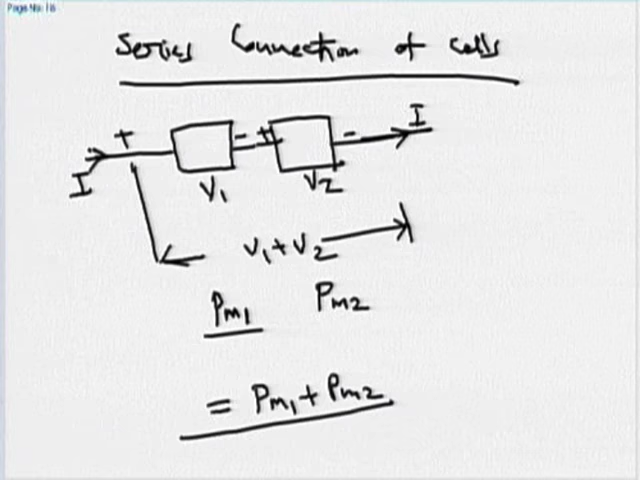 Page No: 16
Series Connection of cells
+ - + - I
I V1 V2
V1+V2
Pm1 Pm2
= Pm1 + Pm2